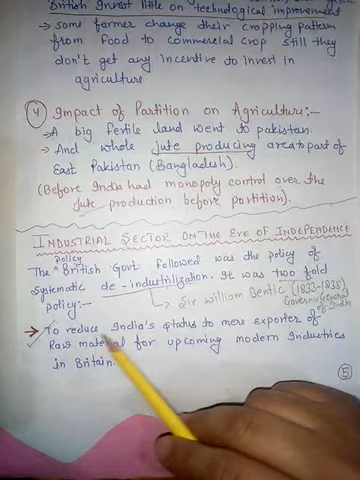 British Invest little on technological improvement
→ Some farmer change their cropping pattern
from food to commercial crop still they
don't get any incentive to invest in
agriculture
4 Impact of Partition on Agriculture:-
→ A big fertile land went to pakistan.
→ And whole jute producing area to part of
East Pakistan (Bangladesh).
(Before India had monopoly control over the
jute production before partition).
INDUSTRIAL SECTOR ON THE EVE OF INDEPENDENCE
policy
The British Govt followed was the policy of
Systematic de-industrilization. It was two fold
policy:-
Sir William Bentic (1833-1835)
Governor General of India
→ To reduce India's status to mere exporter of
Raw material for upcoming modern Industries
in Britain.
5